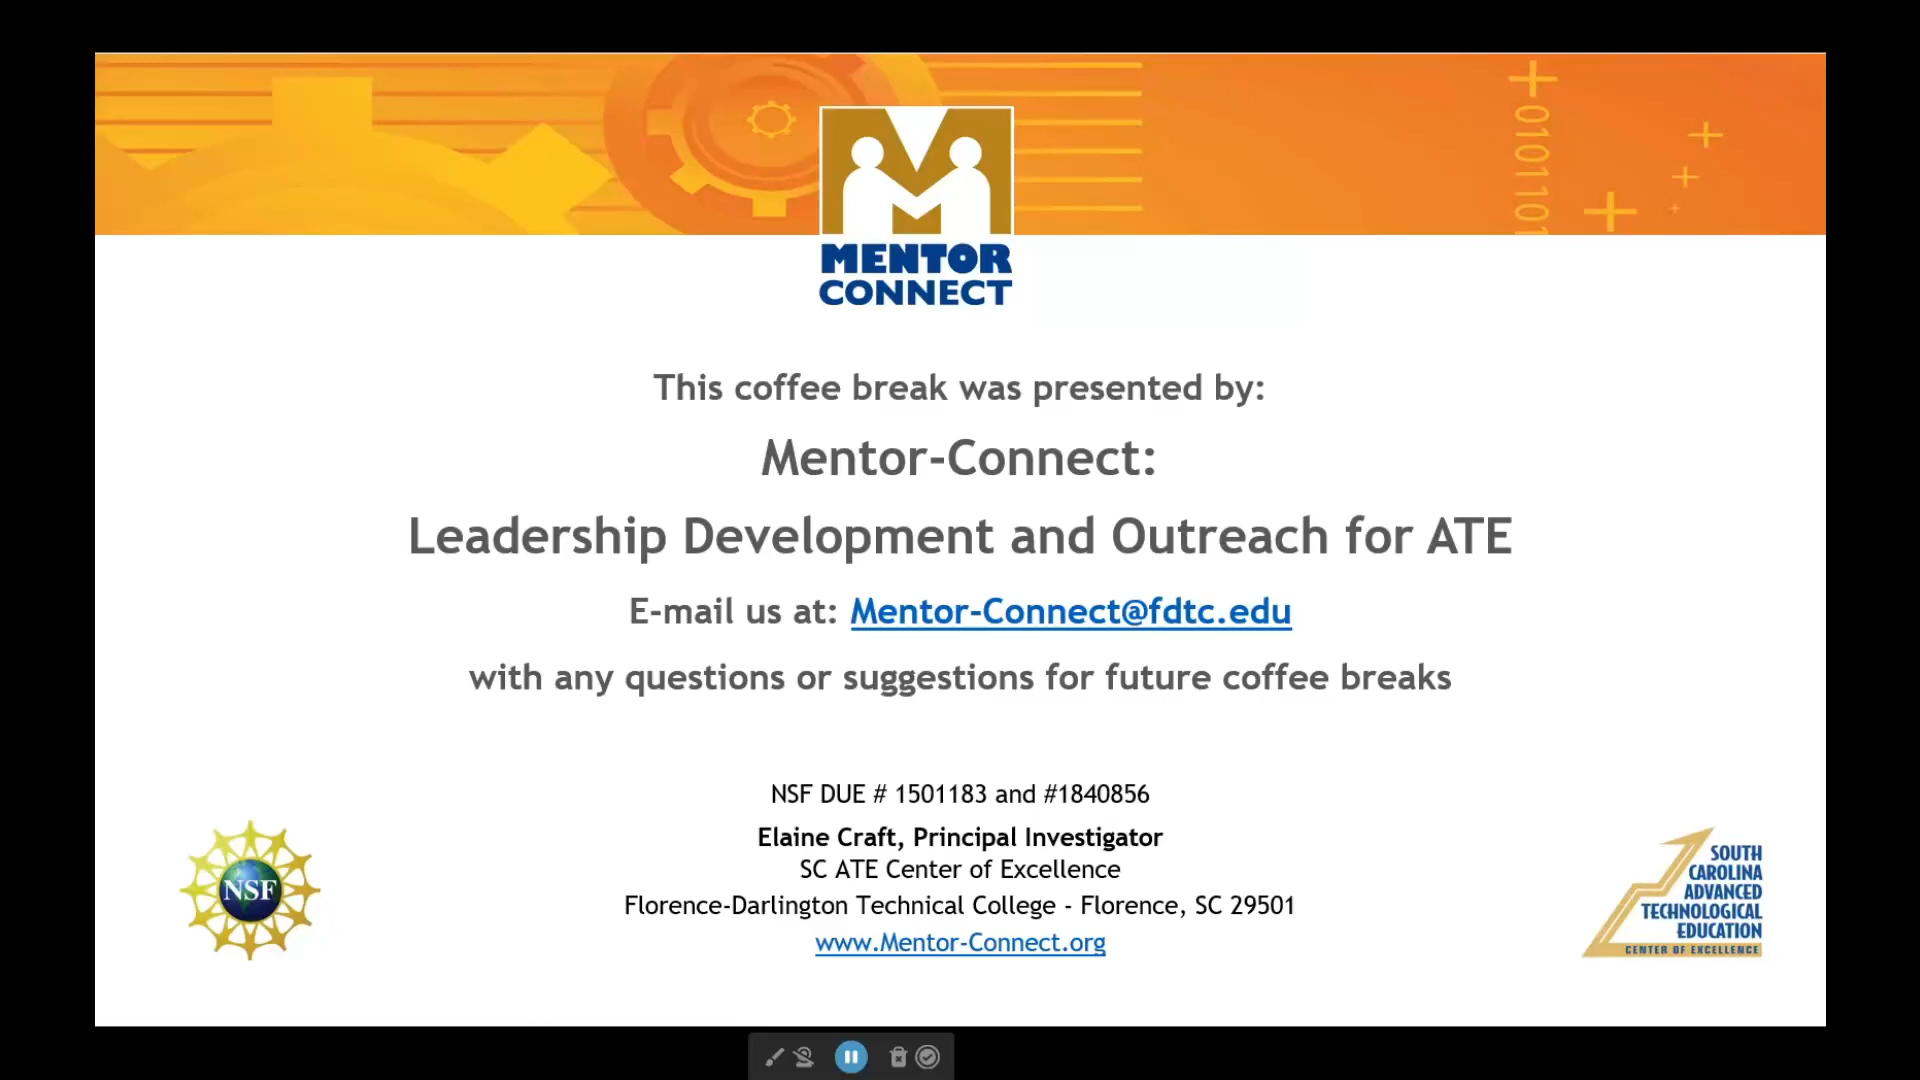 0101101
MENTOR
CONNECT
This coffee break was presented by:
Mentor-Connect:
Leadership Development and Outreach for ATE
E-mail us at: Mentor-Connect@fdtc.edu
with any questions or suggestions for future coffee breaks
NSF DUE # 1501183 and #1840856
Elaine Craft, Principal Investigator
SC ATE Center of Excellence
Florence-Darlington Technical College - Florence, SC 29501
www.Mentor-Connect.org
NSF
SOUTH
CAROLINA
ADVANCED
TECHNOLOGICAL
EDUCATION
CENTER OF EXCELLENCE